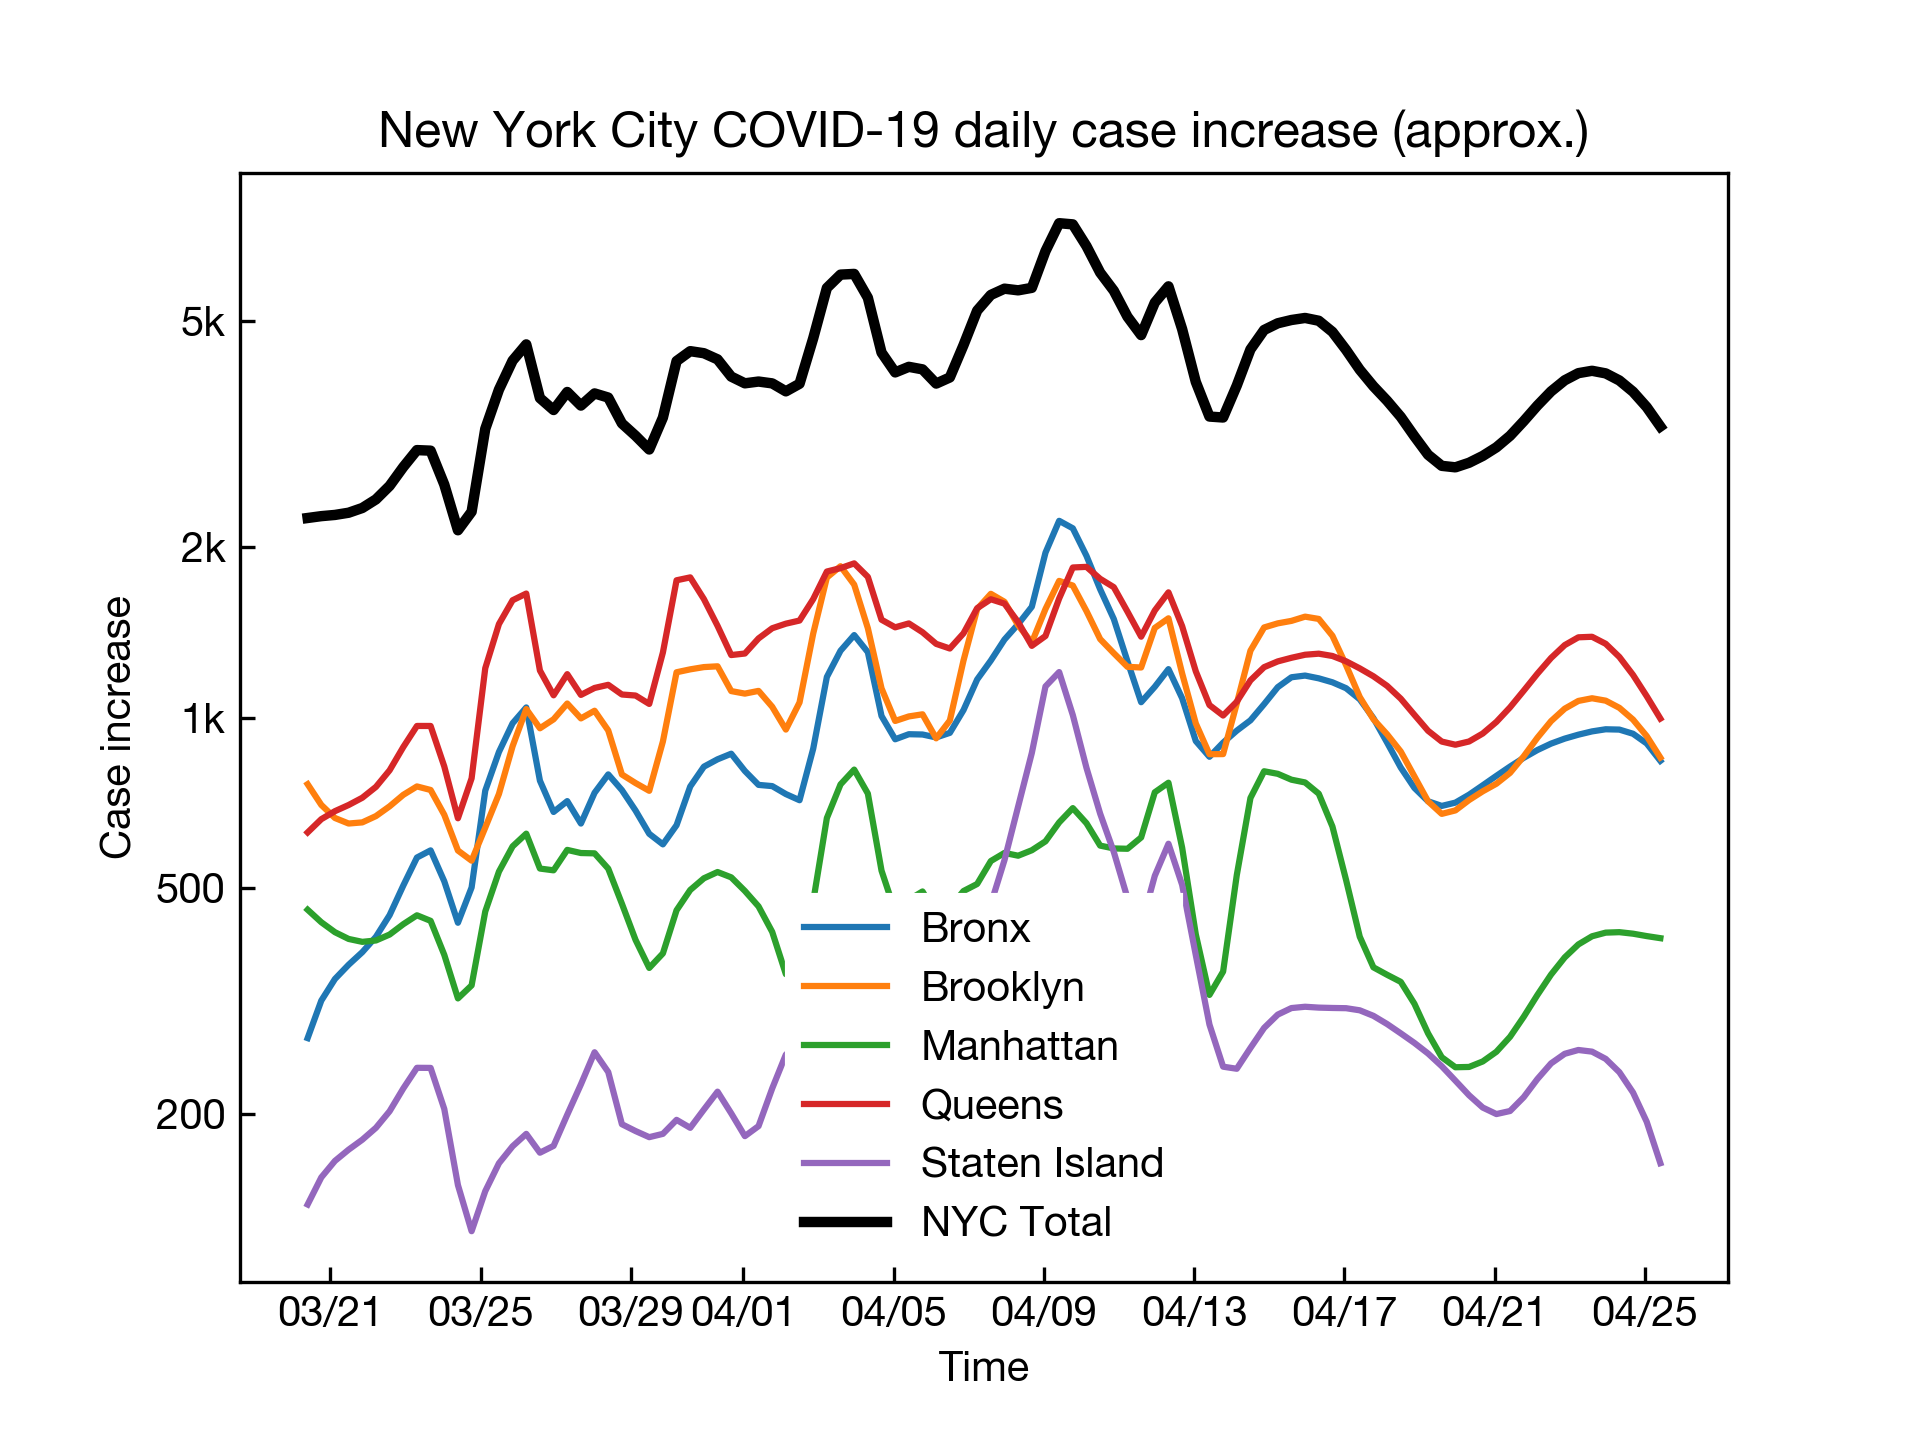 New York City COVID-19 daily case increase (approx.)
Case increase
5k
2k
1k
500
200
Bronx
Brooklyn
Manhattan
Queens
Staten Island
NYC Total
03/21 03/25 03/29 04/01 04/05 04/09 04/13 04/17 04/21 04/25
Time